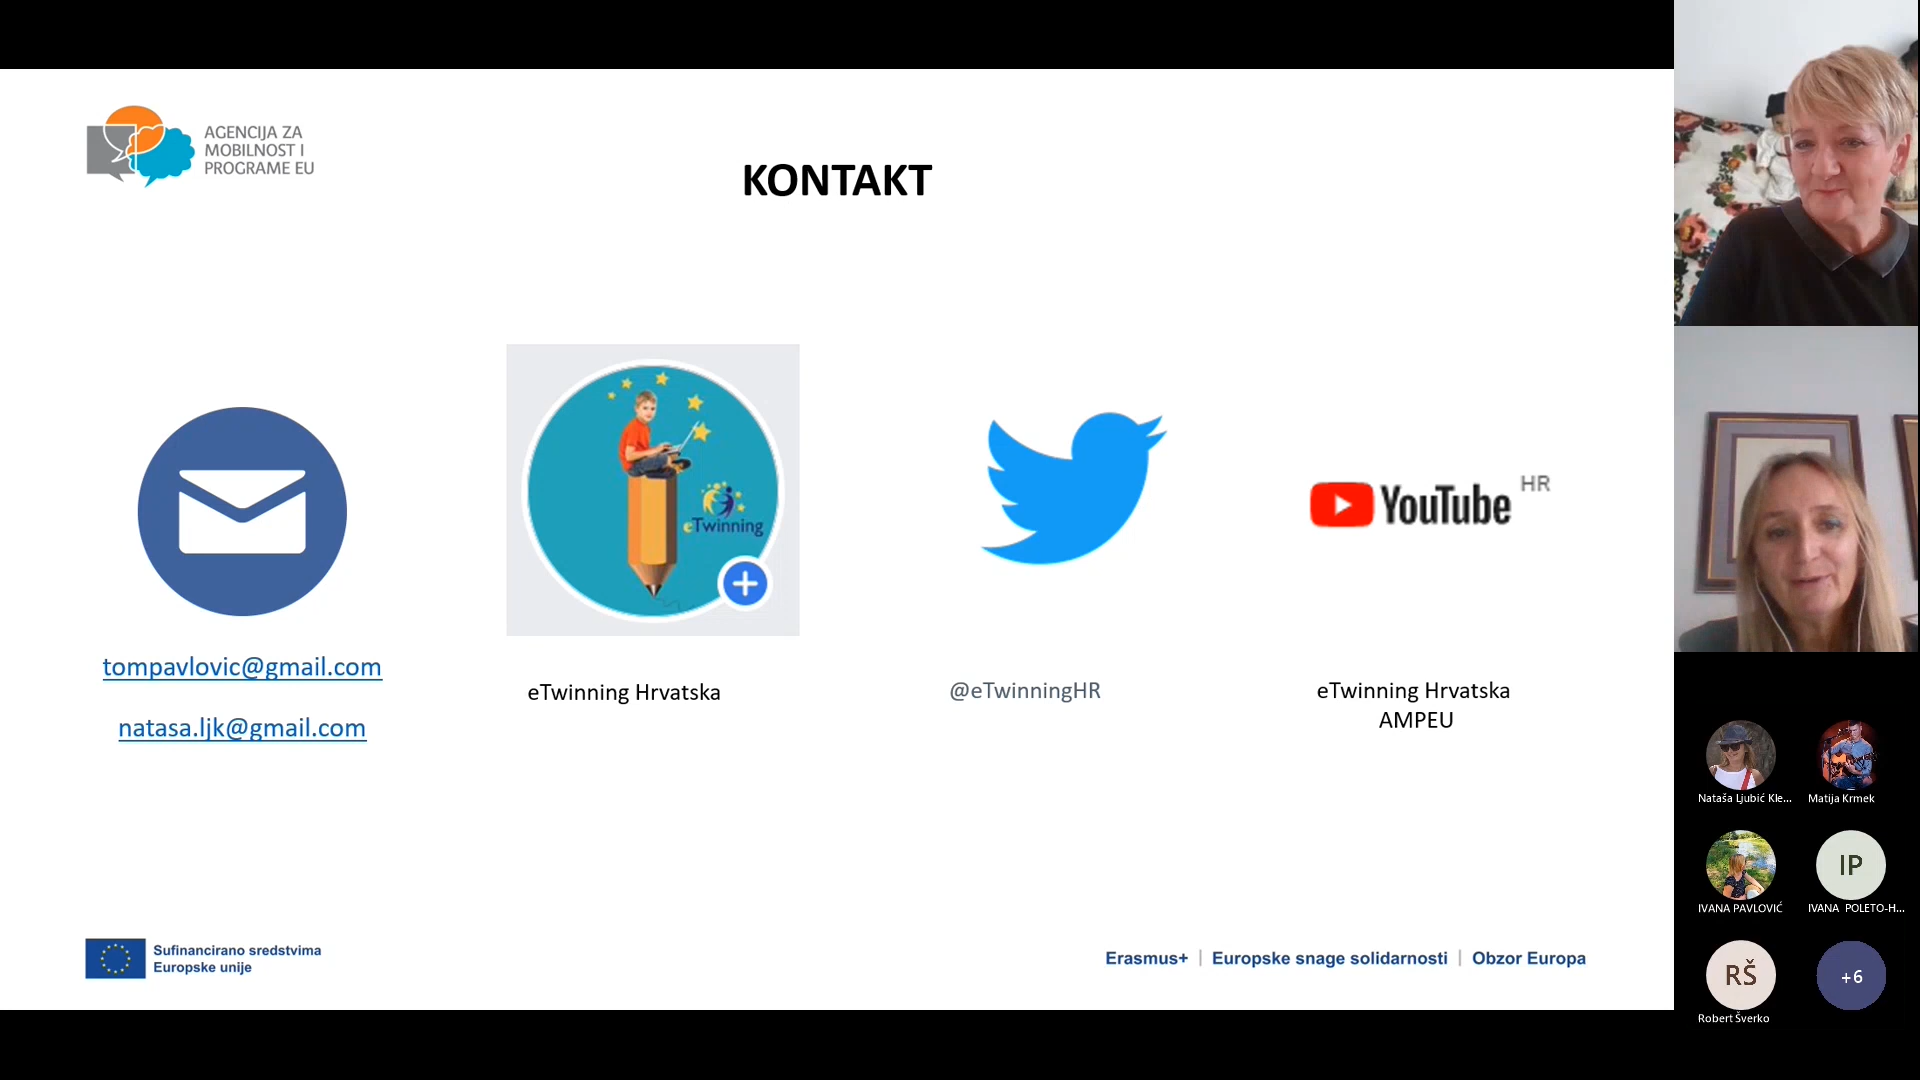 AGENCIJA ZA
MOBILNOST I
PROGRAME EU
KONTAKT
eTwinning
YouTube HR
tompavlovic@gmail.com
natasa.ljk@gmail.com
eTwinning Hrvatska
@eTwinningHR
eTwinning Hrvatska
AMPEU
Sufinancirano sredstvima
Europske unije
Erasmus+ | Europske snage solidarnosti | Obzor Europa
Nataša Ljubić Kle...
Matija Krmek
IVANA PAVLOVIĆ
IP
IVANA POLETO-H...
RŠ
Robert Šverko
+6